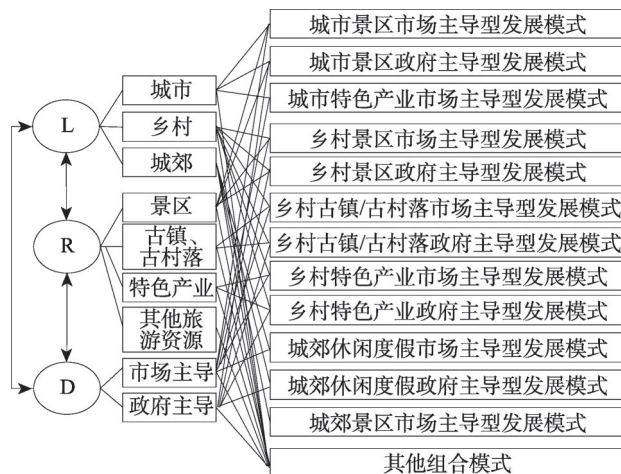 L
R
D
城市
乡村
城郊
景区
古镇、
古村落
特色产业
其他旅
游资源
市场主导
政府主导
城市景区市场主导型发展模式
城市景区政府主导型发展模式
城市特色产业市场主导型发展模式
乡村景区市场主导型发展模式
乡村景区政府主导型发展模式
乡村古镇/古村落市场主导型发展模式
乡村古镇/古村落政府主导型发展模式
乡村特色产业市场主导型发展模式
乡村特色产业政府主导型发展模式
城郊休闲度假市场主导型发展模式
城郊休闲度假政府主导型发展模式
城郊景区市场主导型发展模式
其他组合模式